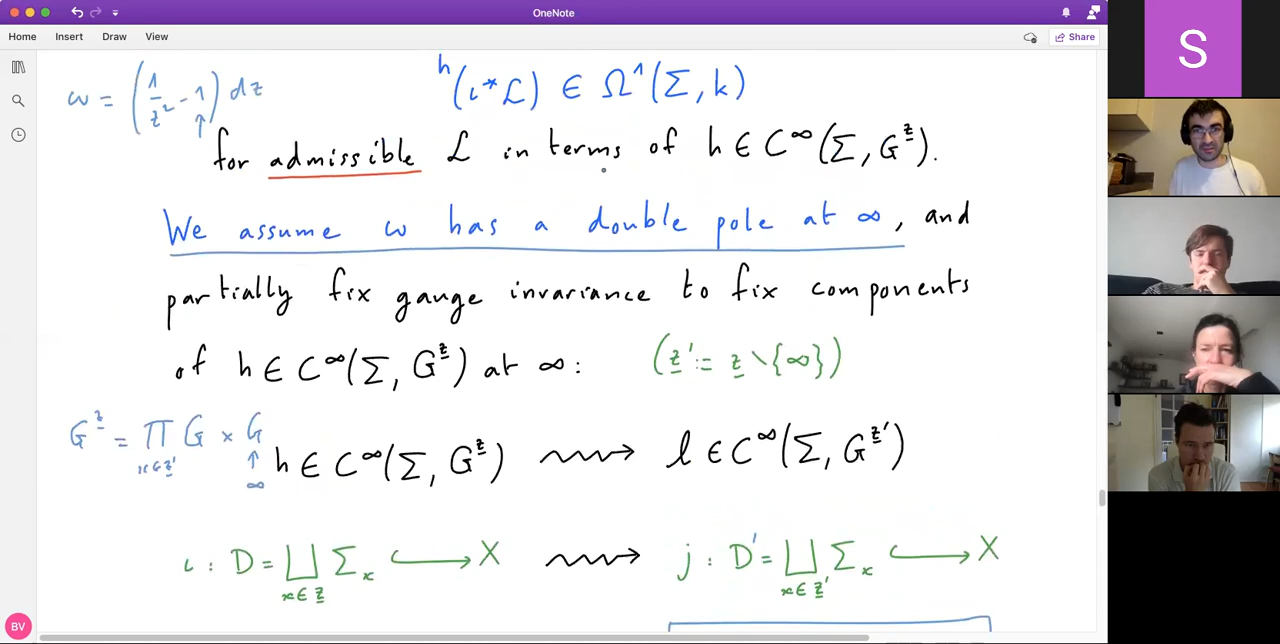 OneNote
Home Insert Draw View Share
ω = (1/z² - 1) dz
↑
ʰ(ι*ℒ) ∈ Ω¹(Σ, k)
for admissible ℒ in terms of h ∈ C^∞(Σ, G^z).
We assume ω has a double pole at ∞, and
partially fix gauge invariance to fix components
of h ∈ C^∞(Σ, G^z) at ∞: (z' := z \ {∞})
G^z = ∏_{x∈z'} G × G
↑
∞
h ∈ C^∞(Σ, G^z) ⇝ l ∈ C^∞(Σ, G^{z'})
ι : D = ⊔_{x∈z} Σ_x ↪ X ⇝ j : D' = ⊔_{x∈z'} Σ_x ↪ X
BV
S